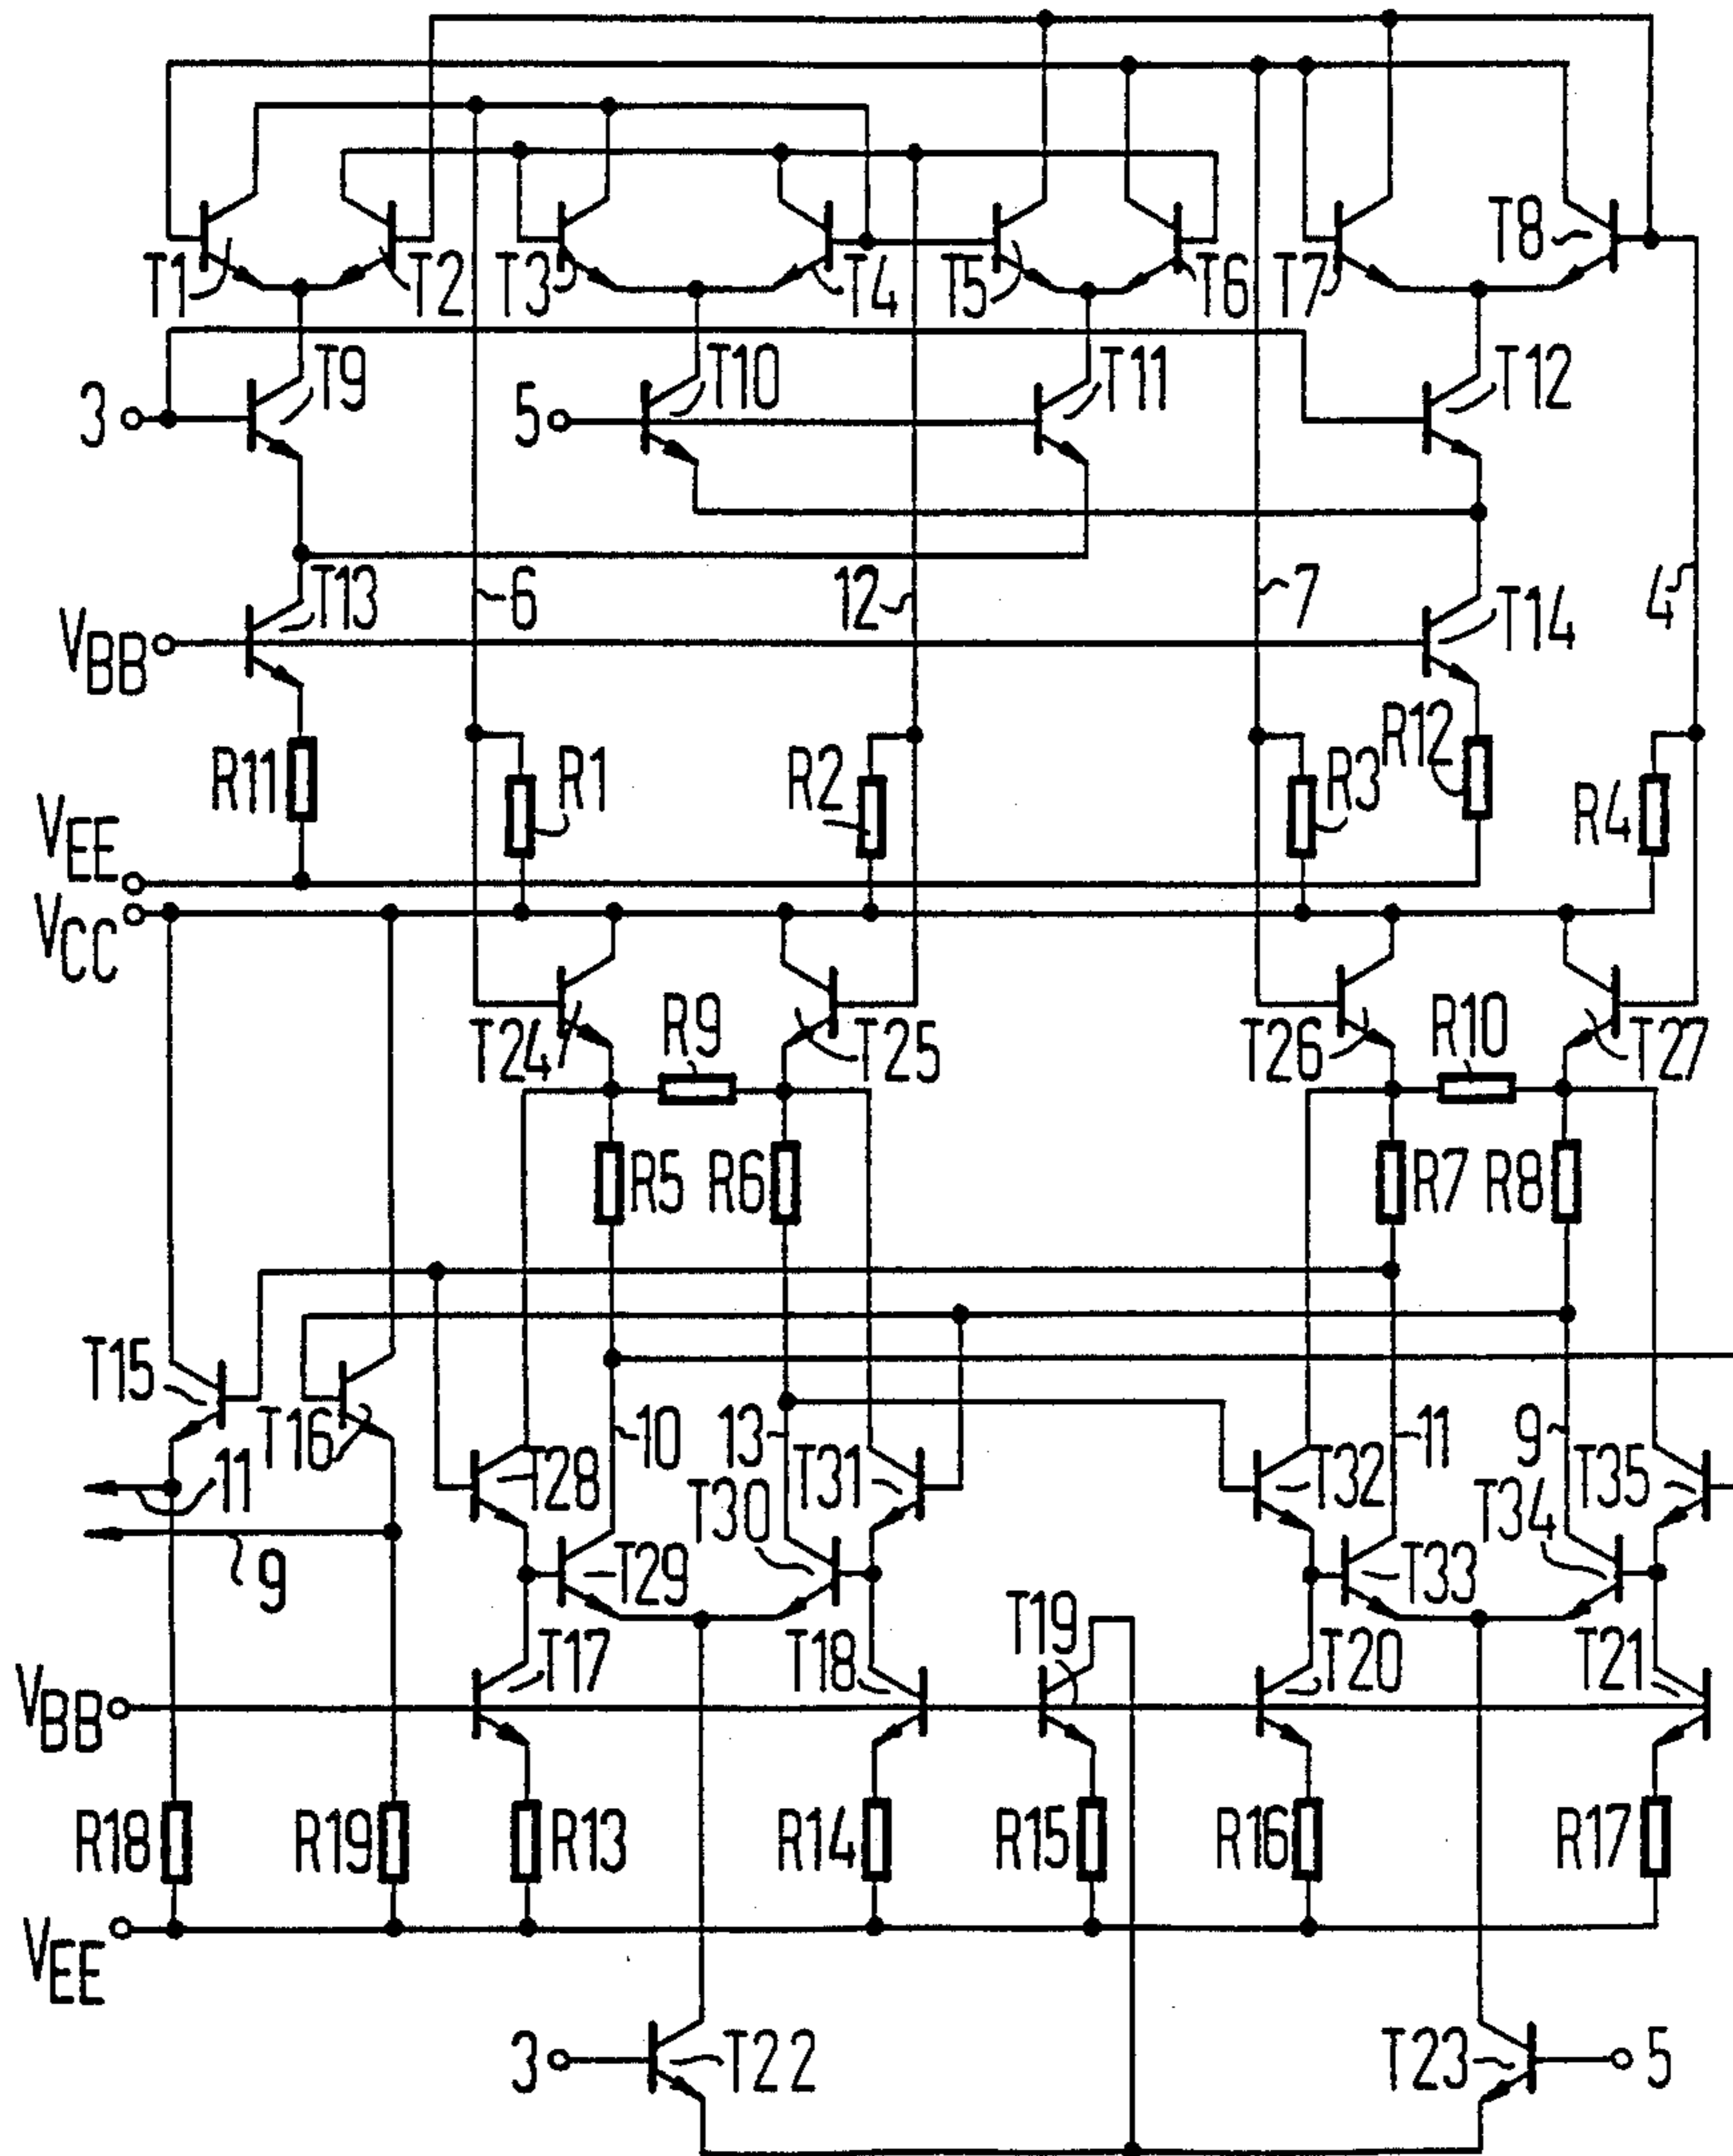 T1 T2 T3 T4 T5 T6 T7 T8
3 T9 5 T10 T11 T12
VBB T13 6 12 7 T14 4
R11 R1 R2 R3 R12 R4
VEE
VCC
T24 R9 T25 T26 R10 T27
R5 R6 R7 R8
T15 T16 T28 10 13 T31 T32 11 9 T35
11 T30 T34
9 T29 T33
VBB T17 T18 T19 T20 T21
R18 R19 R13 R14 R15 R16 R17
VEE
3 T22 T23 5